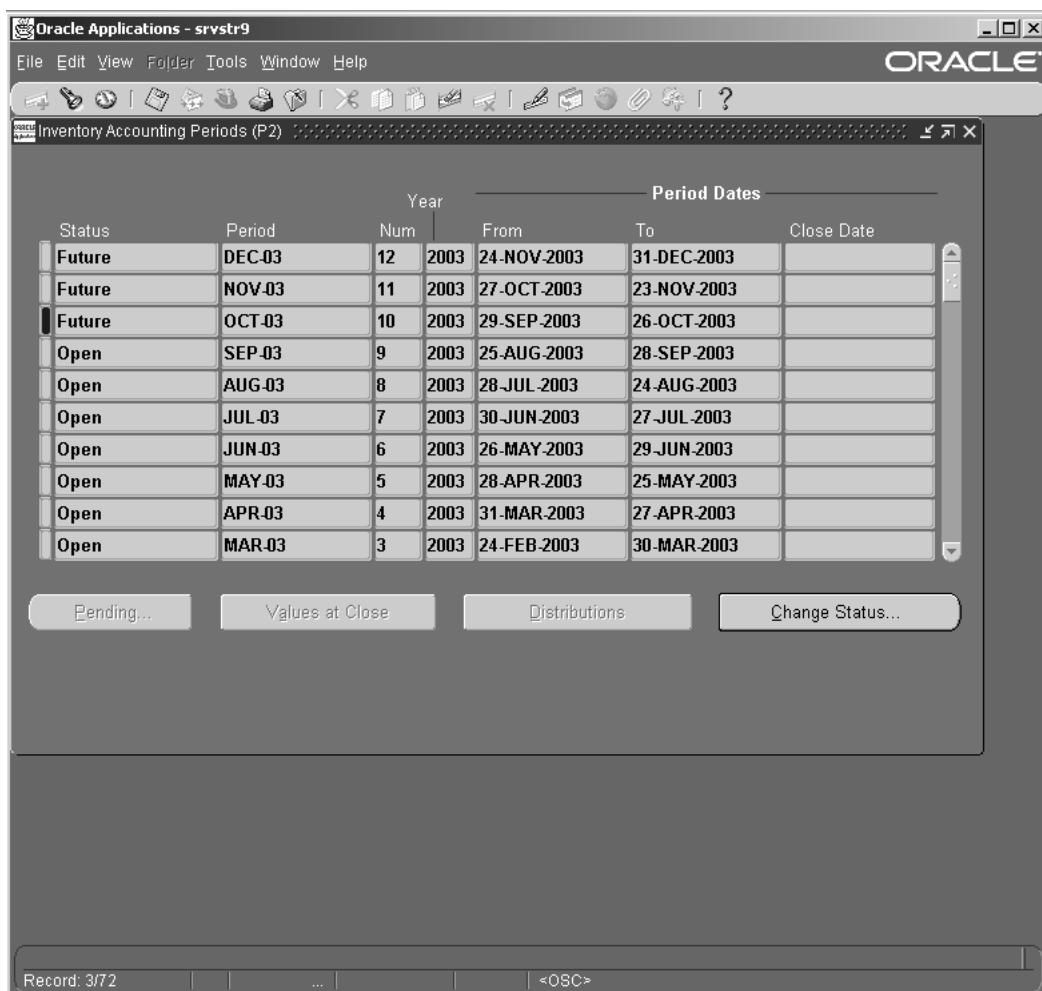 Oracle Applications - srvstr9
File Edit View Folder Tools Window Help
ORACLE
Inventory Accounting Periods (P2)
Year Period Dates
Status Period Num From To Close Date
Future DEC-03 12 2003 24-NOV-2003 31-DEC-2003
Future NOV-03 11 2003 27-OCT-2003 23-NOV-2003
Future OCT-03 10 2003 29-SEP-2003 26-OCT-2003
Open SEP-03 9 2003 25-AUG-2003 28-SEP-2003
Open AUG-03 8 2003 28-JUL-2003 24-AUG-2003
Open JUL-03 7 2003 30-JUN-2003 27-JUL-2003
Open JUN-03 6 2003 26-MAY-2003 29-JUN-2003
Open MAY-03 5 2003 28-APR-2003 25-MAY-2003
Open APR-03 4 2003 31-MAR-2003 27-APR-2003
Open MAR-03 3 2003 24-FEB-2003 30-MAR-2003
Pending... Values at Close Distributions Change Status...
Record: 3/72 ... <OSC>